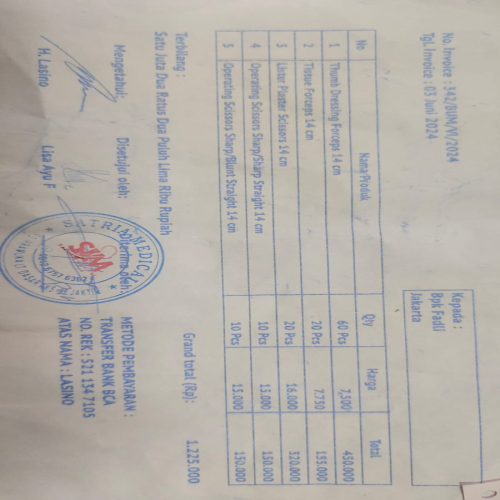 No. Invoice : 342/BUM/VI/2024
Tgl. Invoice : 03 Juni 2024
Kepada :
Bpk Fadli
Jakarta
No Nama Produk Qty Harga Total
1 Thumb Dressing Forceps 14 cm 60 Pcs 7,500 450.000
2 Tissue Forceps 14 cm 20 Pcs 7,750 155.000
3 Lister Plaster Scissors 14 cm 20 Pcs 16.000 320.000
4 Operating Scissors Sharp/Sharp Straight 14 cm 10 Pcs 15.000 150.000
5 Operating Scissors Sharp/Blunt Straight 14 cm 10 Pcs 15.000 150.000
Grand total (Rp): 1.225.000
Terbilang :
Satu Juta Dua Ratus Dua Puluh Lima Ribu Rupiah
Mengetahui: Disetujui oleh: Diterima oleh:
H. Lasino Lisa Ayu F
METODE PEMBAYARAN :
TRANSFER BANK BCA
NO. REK : 521 134 7105
ATAS NAMA : LASINO